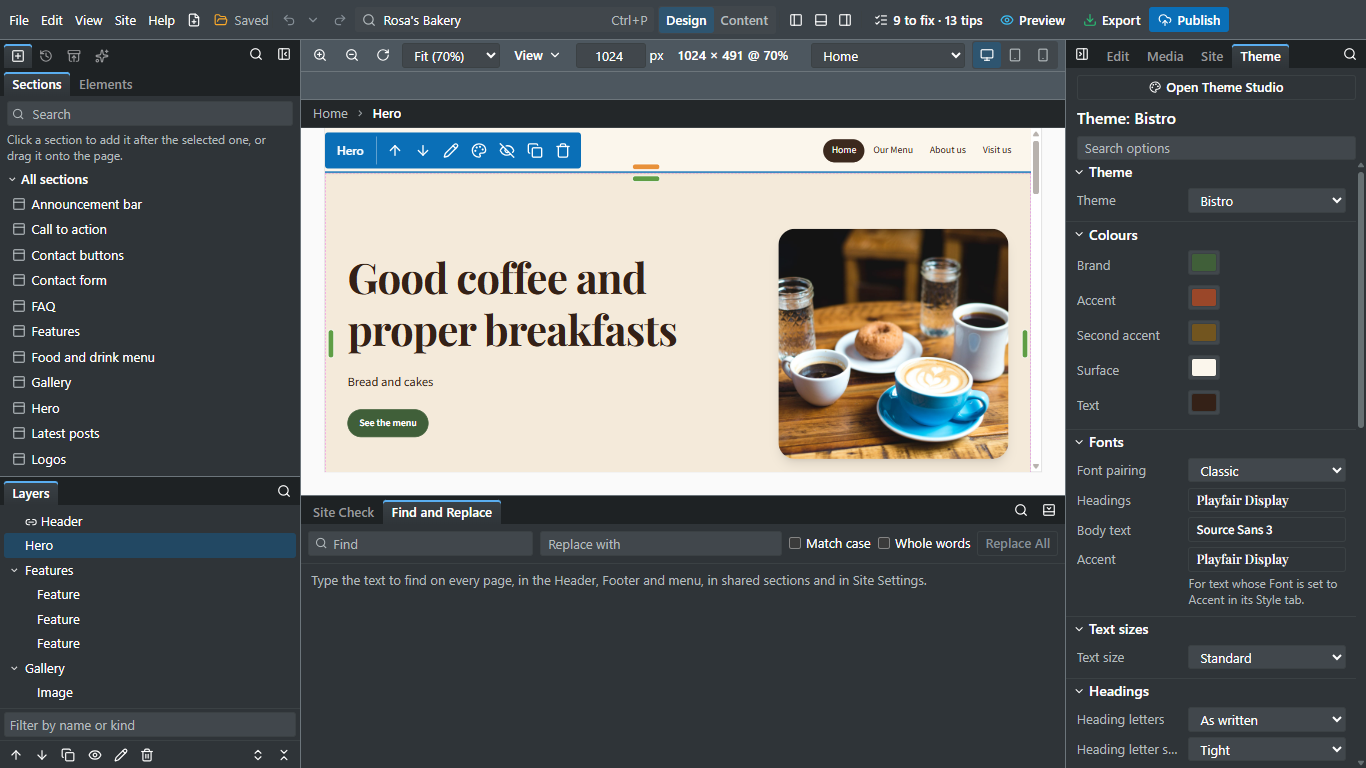 File Edit View Site Help Saved Rosa's Bakery Ctrl+P Design Content 9 to fix · 13 tips Preview Export Publish
Sections Elements
Search
Click a section to add it after the selected one, or
drag it onto the page.
All sections
Announcement bar
Call to action
Contact buttons
Contact form
FAQ
Features
Food and drink menu
Gallery
Hero
Latest posts
Logos
Layers
Header
Hero
Features
Feature
Feature
Feature
Gallery
Image
Filter by name or kind
Fit (70%) View 1024 px 1024 × 491 @ 70% Home
Home › Hero
Hero
Home Our Menu About us Visit us
Good coffee and
proper breakfasts
Bread and cakes
See the menu
Site Check Find and Replace
Find Replace with Match case Whole words Replace All
Type the text to find on every page, in the Header, Footer and menu, in shared sections and in Site Settings.
Edit Media Site Theme
Open Theme Studio
Theme: Bistro
Search options
Theme
Theme Bistro
Colours
Brand
Accent
Second accent
Surface
Text
Fonts
Font pairing Classic
Headings Playfair Display
Body text Source Sans 3
Accent Playfair Display
For text whose Font is set to
Accent in its Style tab.
Text sizes
Text size Standard
Headings
Heading letters As written
Heading letter s... Tight